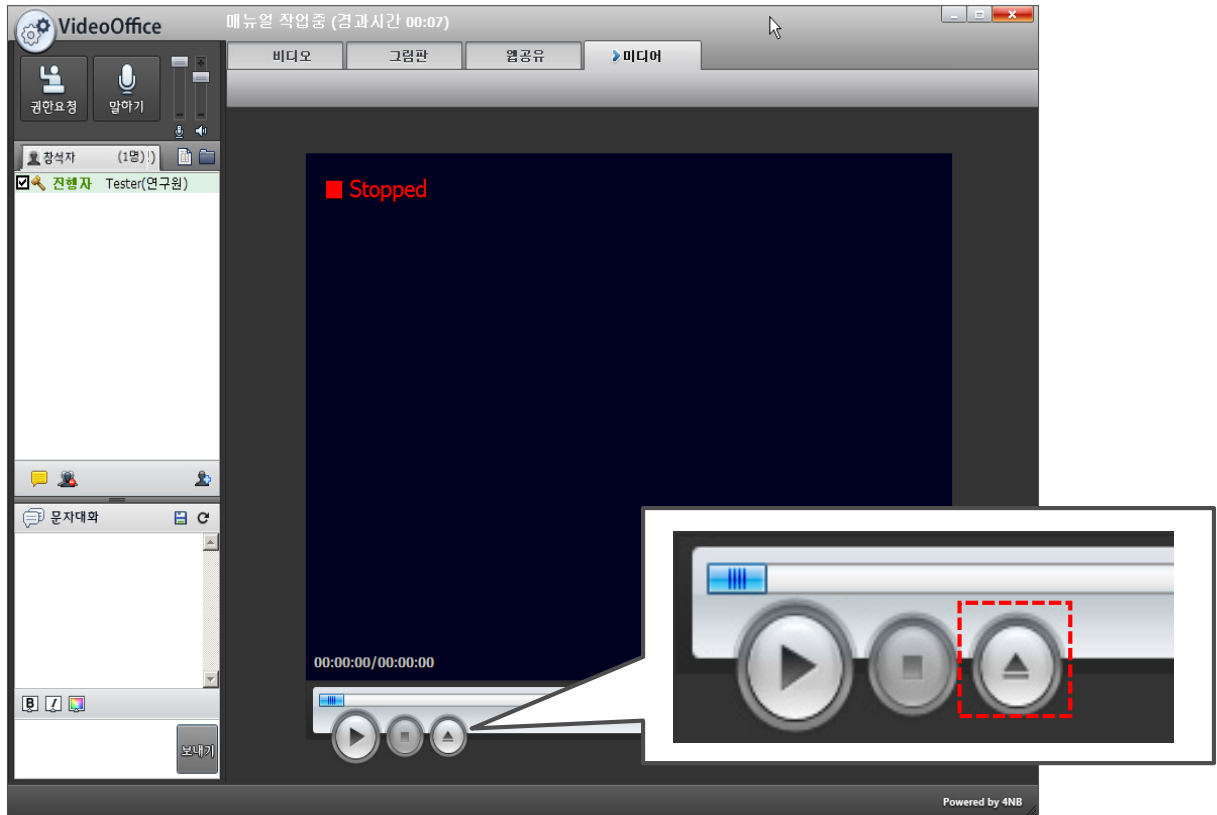 VideoOffice
매뉴얼 작업중 (경과시간 00:07)
비디오
그림판
웹공유
미디어
권한요청
말하기
참석자 (1명)
진행자 Tester(연구원)
Stopped
00:00:00/00:00:00
문자대화
B I
보내기
Powered by 4NB